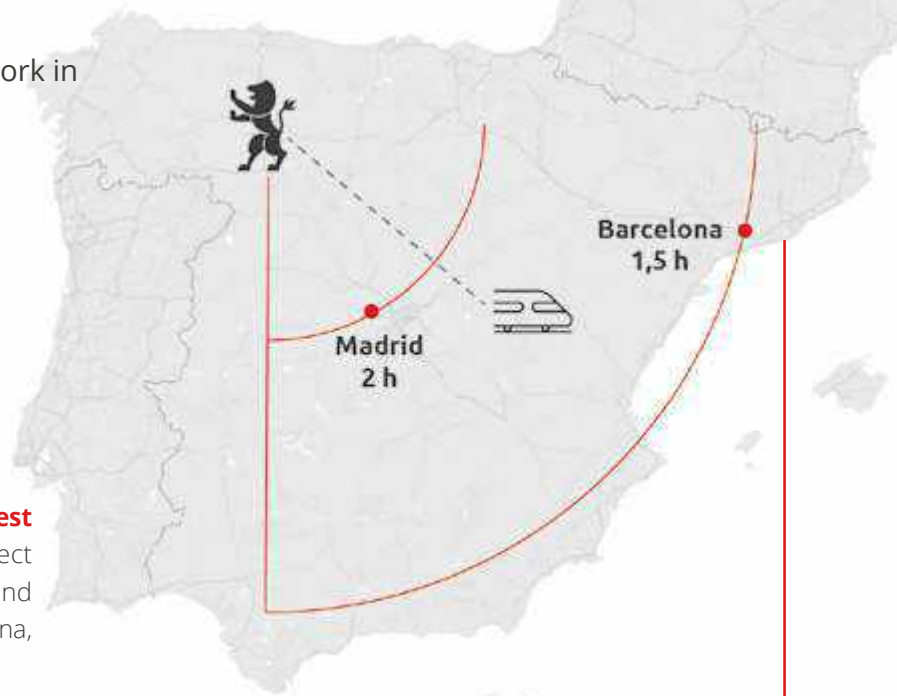 ork in
Barcelona
1,5 h
Madrid
2 h
est
ect
nd
na,